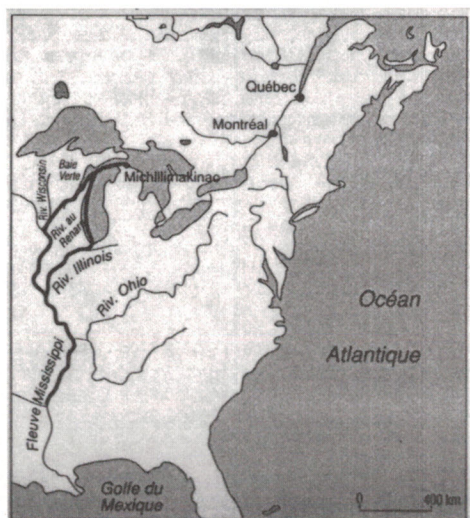 Québec
Montréal
Michilimakinac
Baie
Verte
Riv. Wisconsin
Riv. au
Renard
Riv. Illinois
Riv. Ohio
Océan
Atlantique
Fleuve Mississippi
Golfe du
Mexique
0 400 km